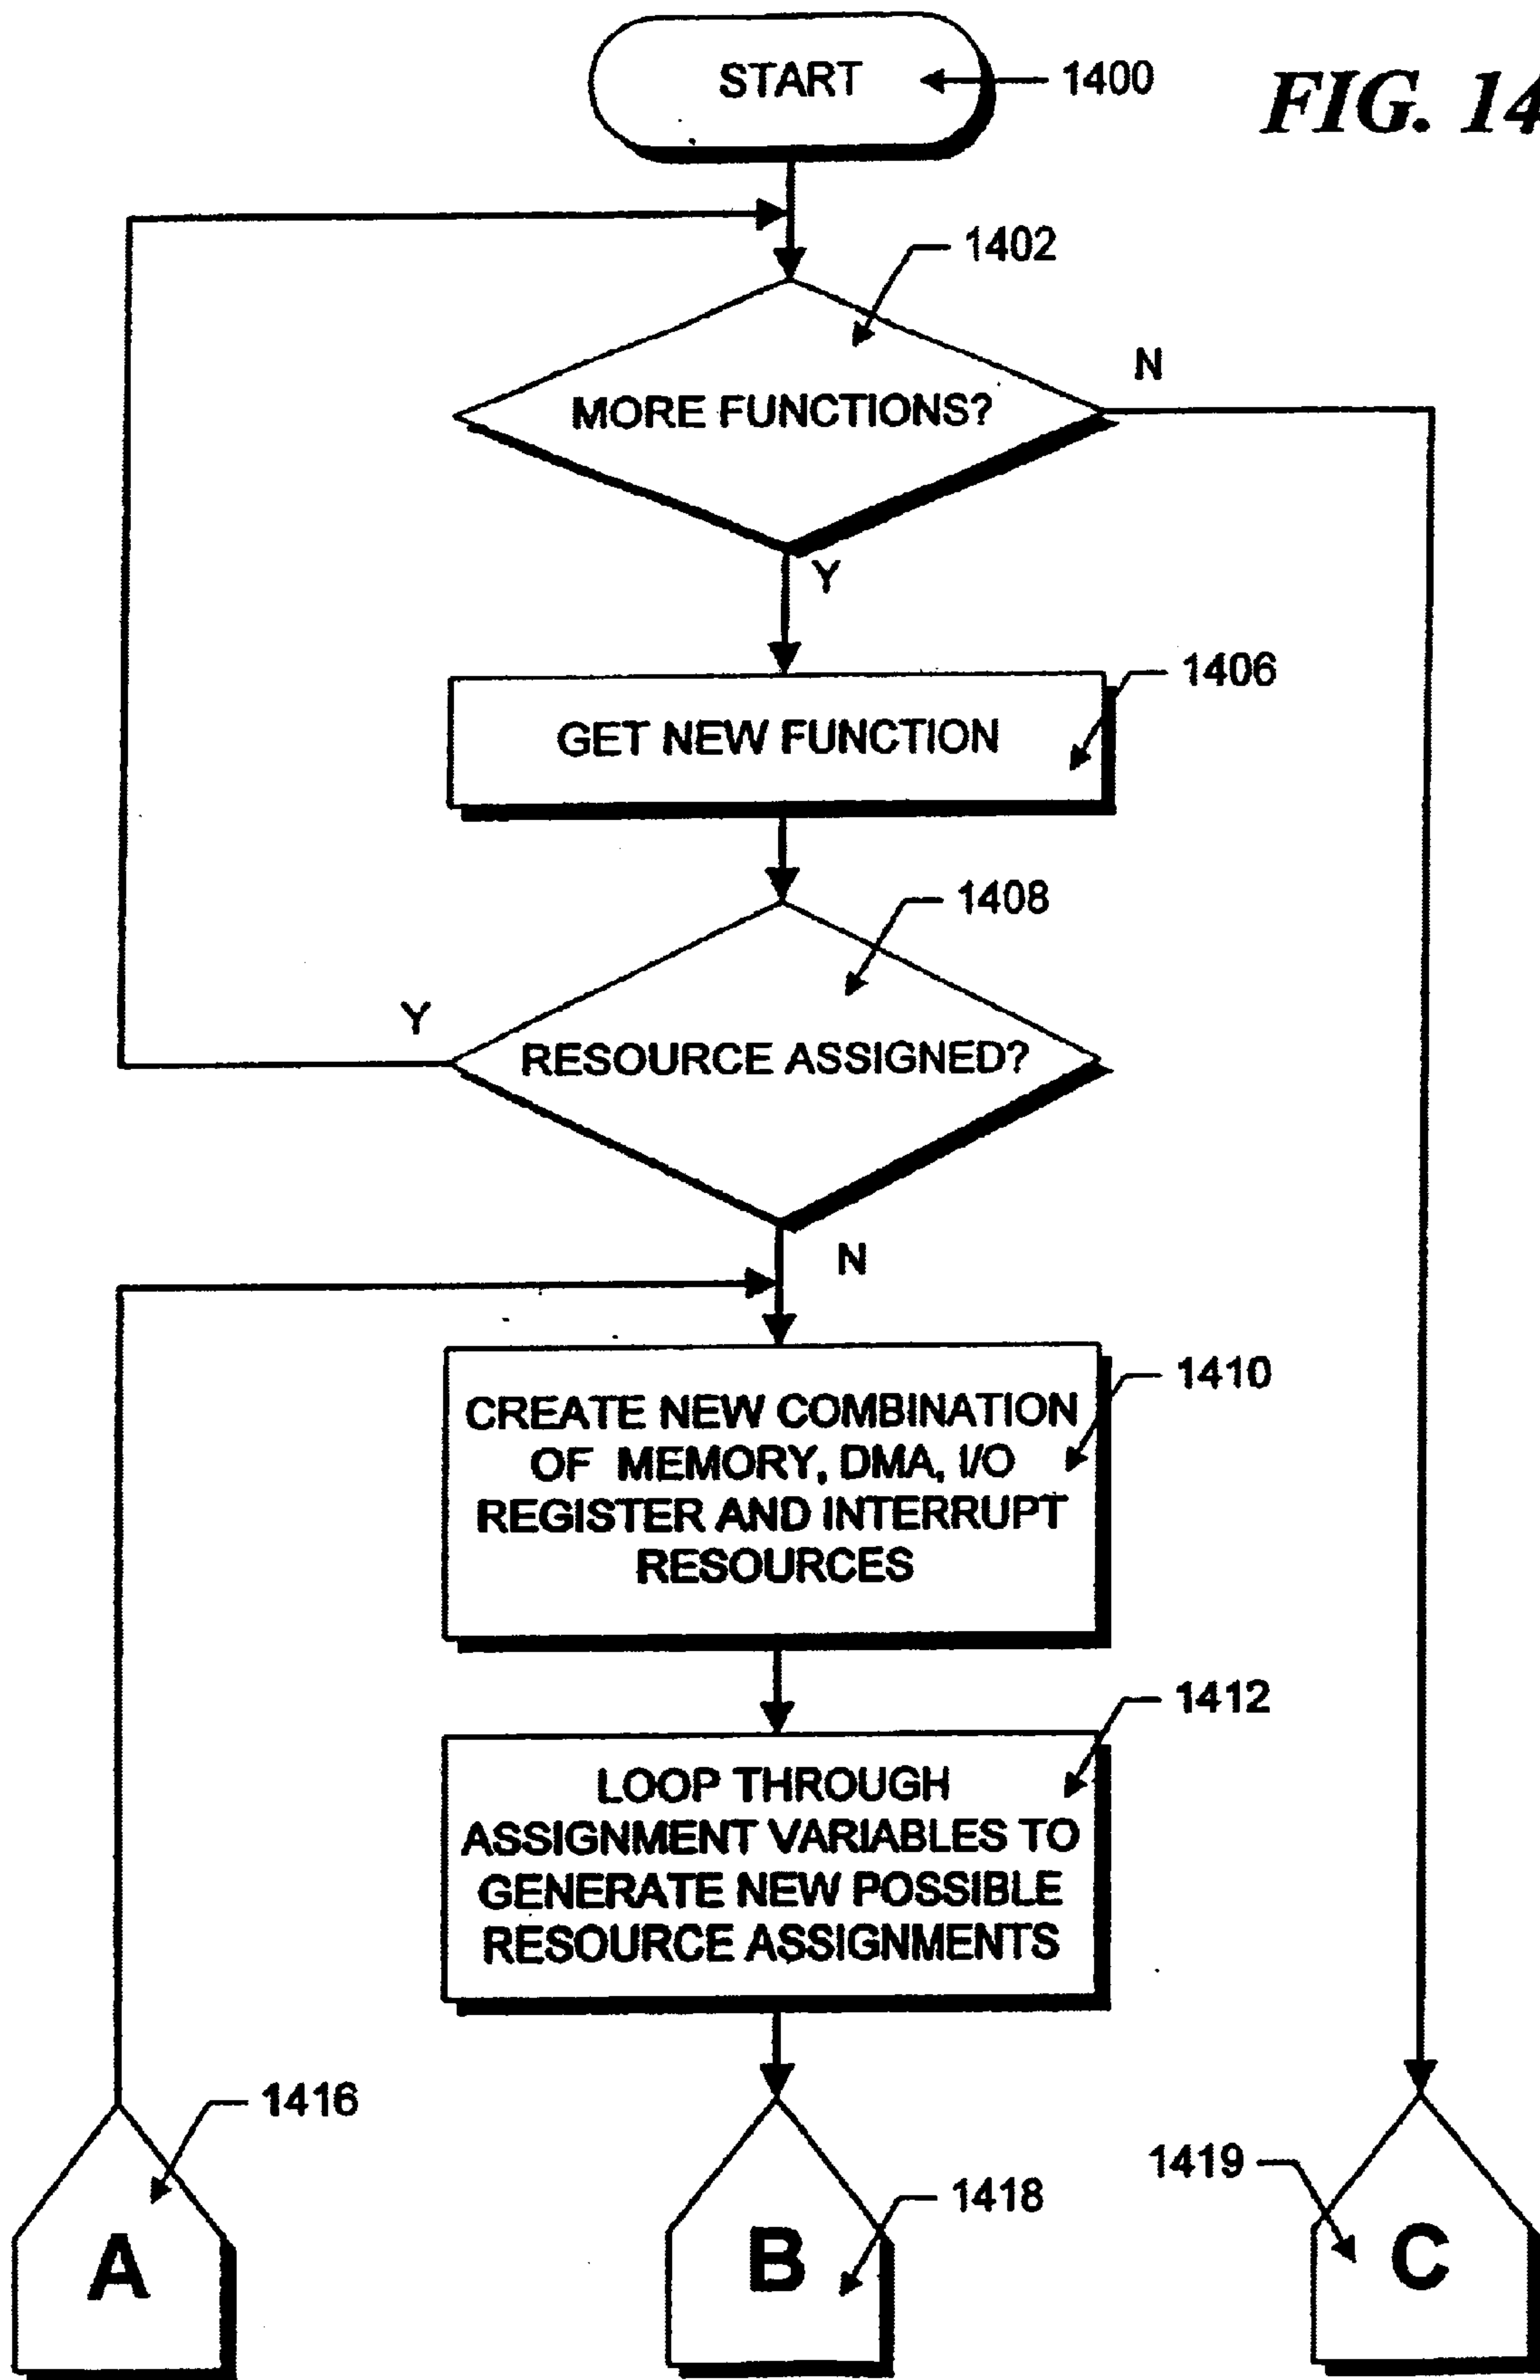 START
1400
FIG. 14
1402
N
MORE FUNCTIONS?
Y
1406
GET NEW FUNCTION
1408
Y
RESOURCE ASSIGNED?
N
1410
CREATE NEW COMBINATION
OF MEMORY, DMA, I/O
REGISTER AND INTERRUPT
RESOURCES
1412
LOOP THROUGH
ASSIGNMENT VARIABLES TO
GENERATE NEW POSSIBLE
RESOURCE ASSIGNMENTS
1416
A
1418
B
1419
C